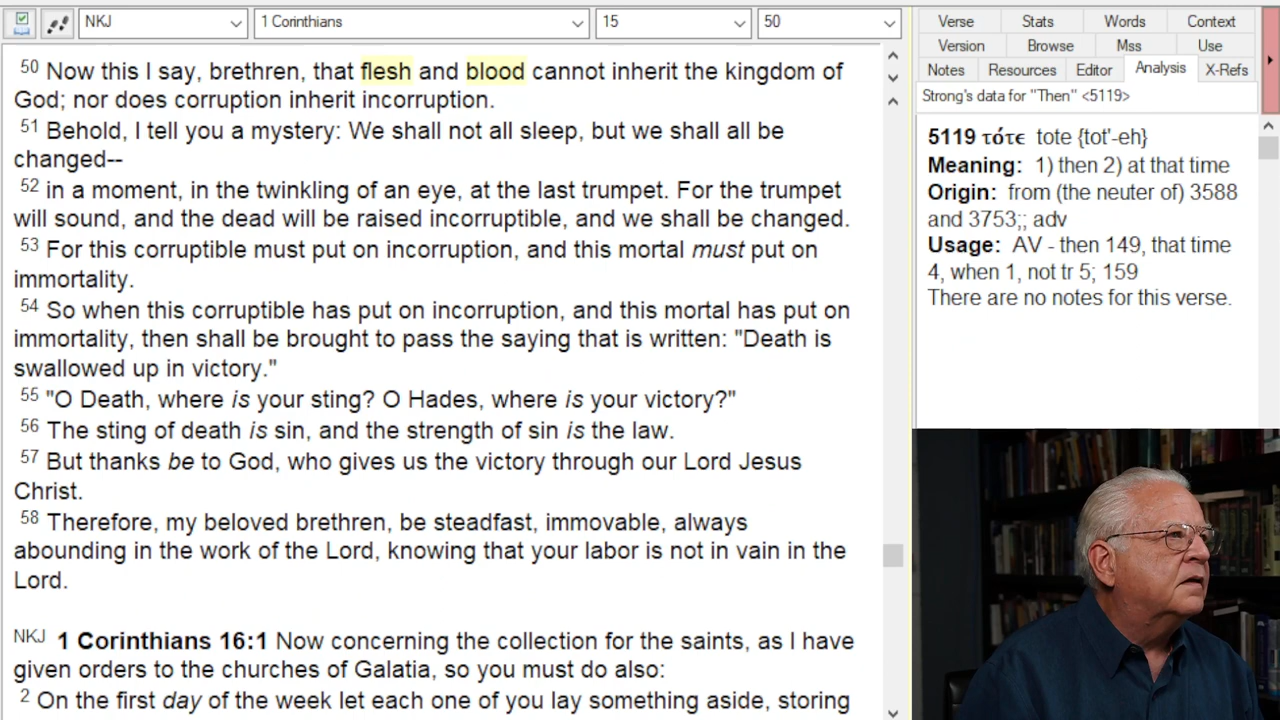 NKJ 1 Corinthians 15 50
50 Now this I say, brethren, that flesh and blood cannot inherit the kingdom of
God; nor does corruption inherit incorruption.
51 Behold, I tell you a mystery: We shall not all sleep, but we shall all be
changed--
52 in a moment, in the twinkling of an eye, at the last trumpet. For the trumpet
will sound, and the dead will be raised incorruptible, and we shall be changed.
53 For this corruptible must put on incorruption, and this mortal must put on
immortality.
54 So when this corruptible has put on incorruption, and this mortal has put on
immortality, then shall be brought to pass the saying that is written: "Death is
swallowed up in victory."
55 "O Death, where is your sting? O Hades, where is your victory?"
56 The sting of death is sin, and the strength of sin is the law.
57 But thanks be to God, who gives us the victory through our Lord Jesus
Christ.
58 Therefore, my beloved brethren, be steadfast, immovable, always
abounding in the work of the Lord, knowing that your labor is not in vain in the
Lord.
NKJ 1 Corinthians 16:1 Now concerning the collection for the saints, as I have
given orders to the churches of Galatia, so you must do also:
2 On the first day of the week let each one of you lay something aside, storing
Verse Stats Words Context
Version Browse Mss Use
Notes Resources Editor Analysis X-Refs
Strong's data for "Then" <5119>
5119 τότε tote {tot'-eh}
Meaning: 1) then 2) at that time
Origin: from (the neuter of) 3588
and 3753;; adv
Usage: AV - then 149, that time
4, when 1, not tr 5; 159
There are no notes for this verse.